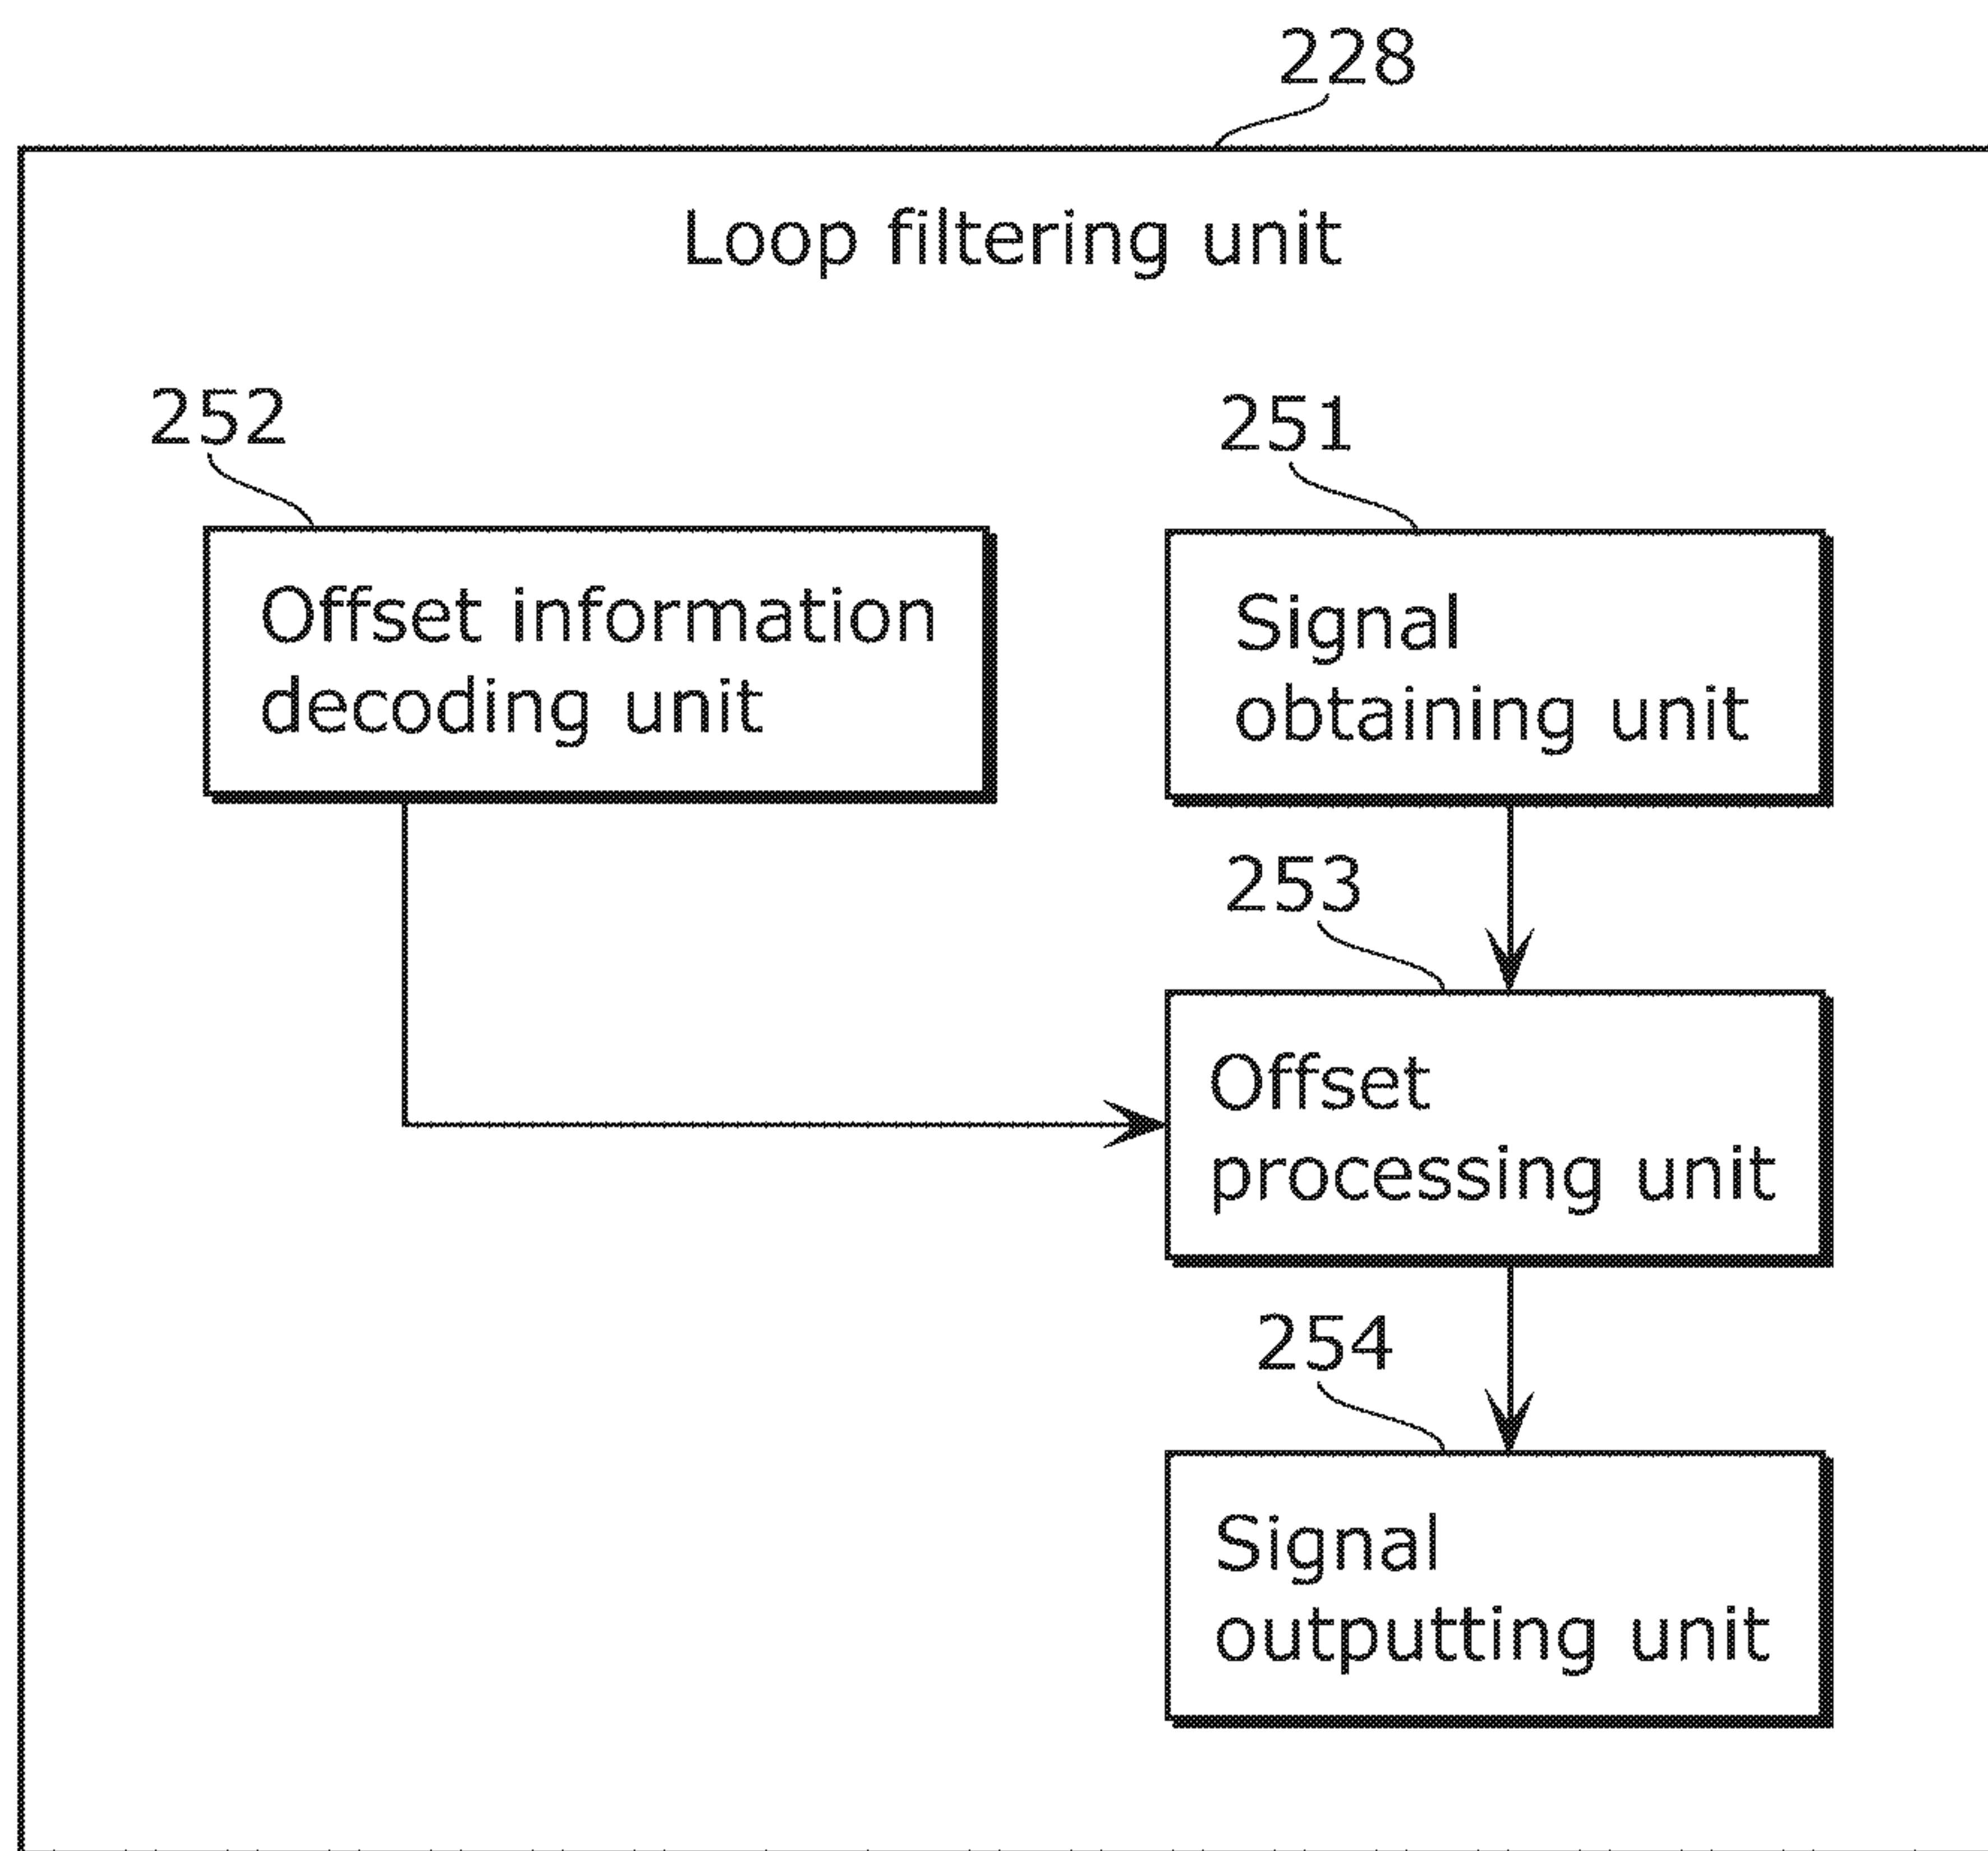 228
Loop filtering unit
252
251
Offset information
decoding unit
Signal
obtaining unit
253
Offset
processing unit
254
Signal
outputting unit